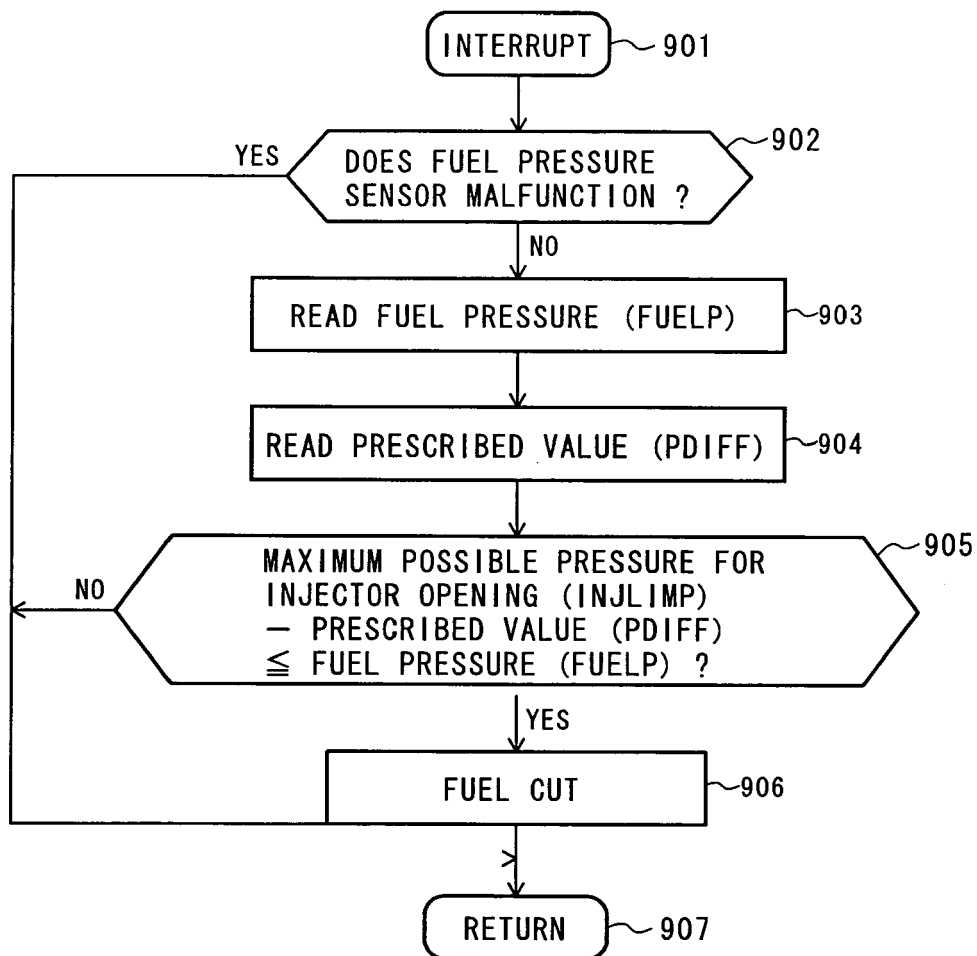 INTERRUPT
901
902
YES
DOES FUEL PRESSURE
SENSOR MALFUNCTION ?
NO
READ FUEL PRESSURE (FUELP)
903
READ PRESCRIBED VALUE (PDIFF)
904
905
NO
MAXIMUM POSSIBLE PRESSURE FOR
INJECTOR OPENING (INJLIMP)
— PRESCRIBED VALUE (PDIFF)
≦ FUEL PRESSURE (FUELP) ?
YES
FUEL CUT
906
RETURN
907